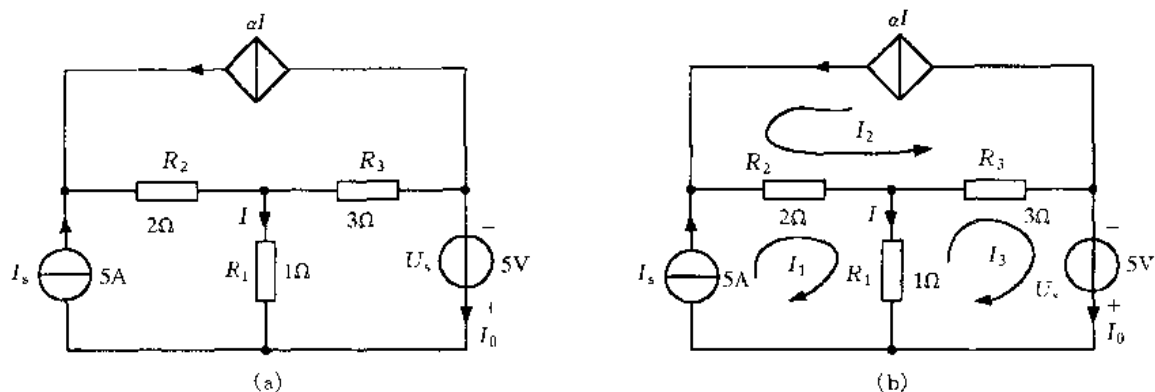 αI
R₂
R₃
2Ω
I
3Ω
Iₛ
5A
R₁
1Ω
Uₛ
−
5V
+
I₀
(a)
αI
I₂
R₂
R₃
2Ω
I
3Ω
Iₛ
5A
I₁
R₁
1Ω
I₃
Uₛ
−
5V
+
I₀
(b)